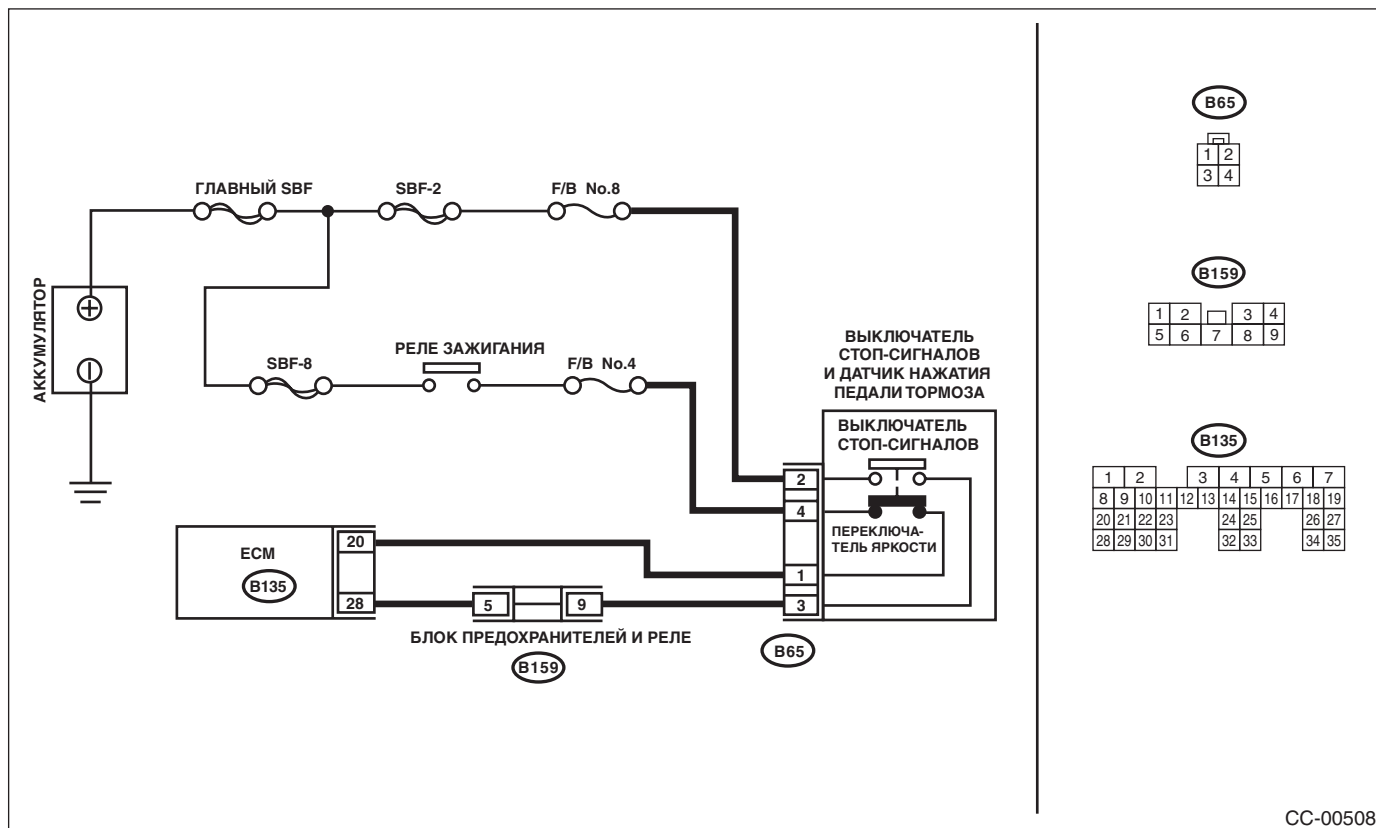 ГЛАВНЫЙ SBF
SBF-2
F/B No.8
АККУМУЛЯТОР
SBF-8
РЕЛЕ ЗАЖИГАНИЯ
F/B No.4
ВЫКЛЮЧАТЕЛЬ
СТОП-СИГНАЛОВ
И ДАТЧИК НАЖАТИЯ
ПЕДАЛИ ТОРМОЗА
ВЫКЛЮЧАТЕЛЬ
СТОП-СИГНАЛОВ
ПЕРЕКЛЮЧА-
ТЕЛЬ ЯРКОСТИ
2
4
1
3
B65
ECM
B135
20
28
5 9
БЛОК ПРЕДОХРАНИТЕЛЕЙ И РЕЛЕ
B159
B65
1 2
3 4
B159
1 2 3 4
5 6 7 8 9
B135
1 2 3 4 5 6 7
8 9 10 11 12 13 14 15 16 17 18 19
20 21 22 23 24 25 26 27
28 29 30 31 32 33 34 35
CC-00508